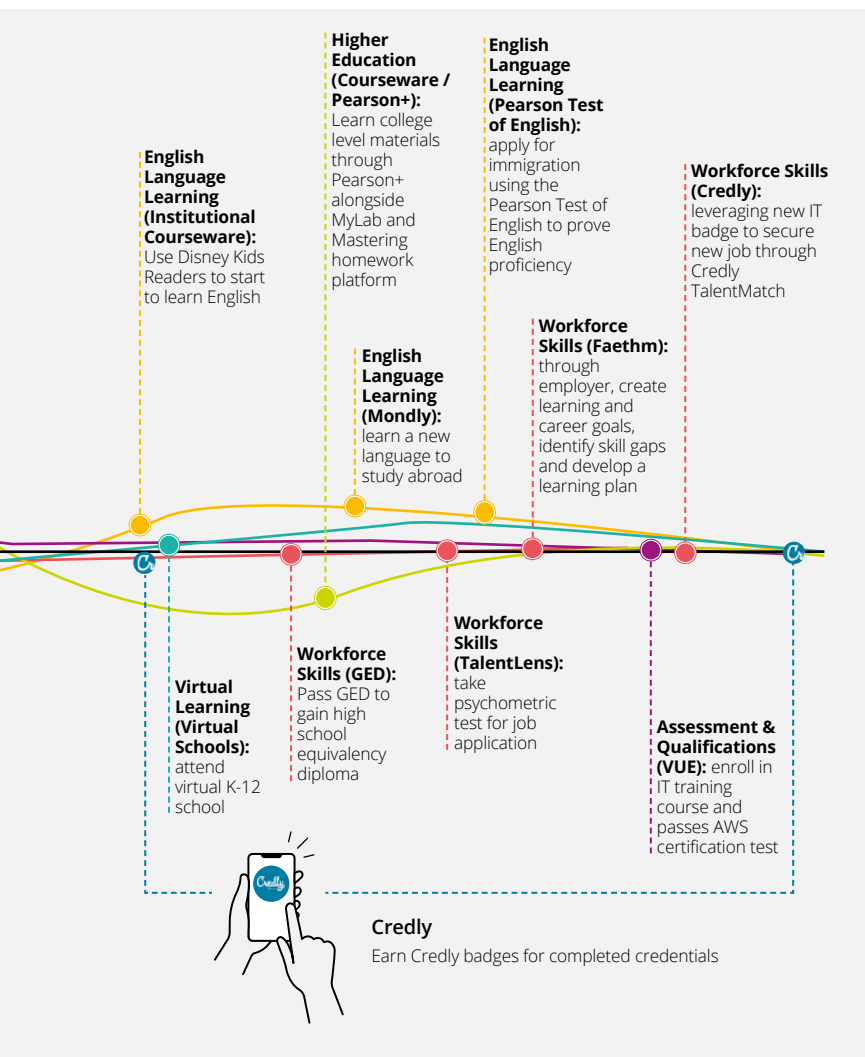 English
Language
Learning
(Institutional
Courseware):
Use Disney Kids
Readers to start
to learn English
Higher
Education
(Courseware /
Pearson+):
Learn college
level materials
through
Pearson+
alongside
MyLab and
Mastering
homework
platform
English
Language
Learning
(Mondly):
learn a new
language to
study abroad
English
Language
Learning
(Pearson Test
of English):
apply for
immigration
using the
Pearson Test of
English to prove
English
proficiency
Workforce
Skills (Faethm):
through
employer, create
learning and
career goals,
identify skill gaps
and develop a
learning plan
Workforce Skills
(Credly):
leveraging new IT
badge to secure
new job through
Credly
TalentMatch
Virtual
Learning
(Virtual
Schools):
attend
virtual K-12
school
Workforce
Skills (GED):
Pass GED to
gain high
school
equivalency
diploma
Workforce
Skills
(TalentLens):
take
psychometric
test for job
application
Assessment &
Qualifications
(VUE): enroll in
IT training
course and
passes AWS
certification test
Credly
Credly
Earn Credly badges for completed credentials